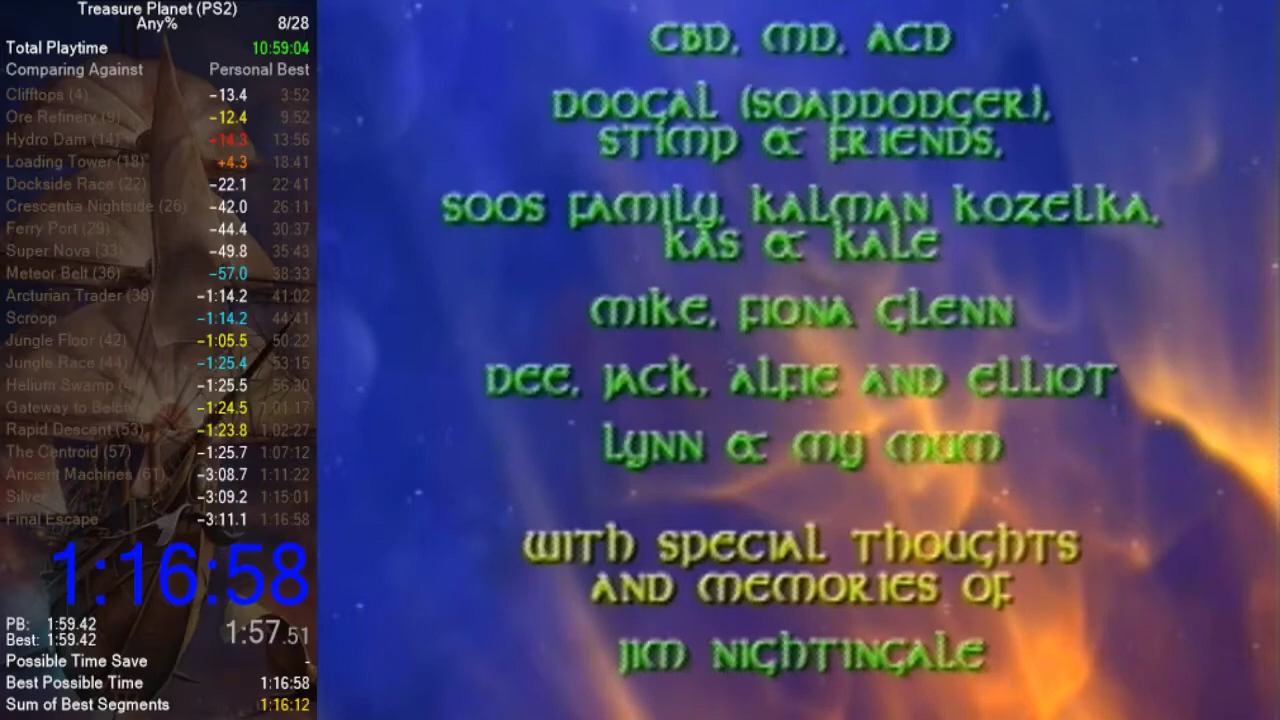 Treasure Planet (PS2)
Any% 8/28
Total Playtime 10:59:04
Comparing Against Personal Best
Clifftops (4) −13.4 3:52
Ore Refinery (9) −12.4 9:52
Hydro Dam (14) +14.3 13:56
Loading Tower (18) +4.3 18:41
Dockside Race (22) −22.1 22:41
Crescentia Nightside (26) −42.0 26:11
Ferry Port (29) −44.4 30:37
Super Nova (33) −49.8 35:43
Meteor Belt (36) −57.0 38:33
Arcturian Trader (38) −1:14.2 41:02
Scroop −1:14.2 44:41
Jungle Floor (42) −1:05.5 50:22
Jungle Race (44) −1:25.4 53:15
Helium Swamp −1:25.5 56:30
Gateway to −1:24.5 1:01:17
Rapid Descent (53) −1:23.8 1:02:27
The Centroid (57) −1:25.7 1:07:12
Ancient Machines (61) −3:08.7 1:11:22
Silver −3:09.2 1:15:01
Final Escape −3:11.1 1:16:58
1:16:58
PB: 1:59.42
Best: 1:59.42
1:57.51
Possible Time Save -
Best Possible Time 1:16:58
Sum of Best Segments 1:16:12
CBD, MD, ACD
DOOGAL (SOAPDODGER),
STIMP & FRIENDS,
SOOS FAMILY, KALMAN KOZELKA,
KAS & KALE
MIKE, FIONA GLENN
DEE, JACK, ALFIE AND ELLIOT
LYNN & MY MUM
WITH SPECIAL THOUGHTS
AND MEMORIES OF
JIM NIGHTINGALE